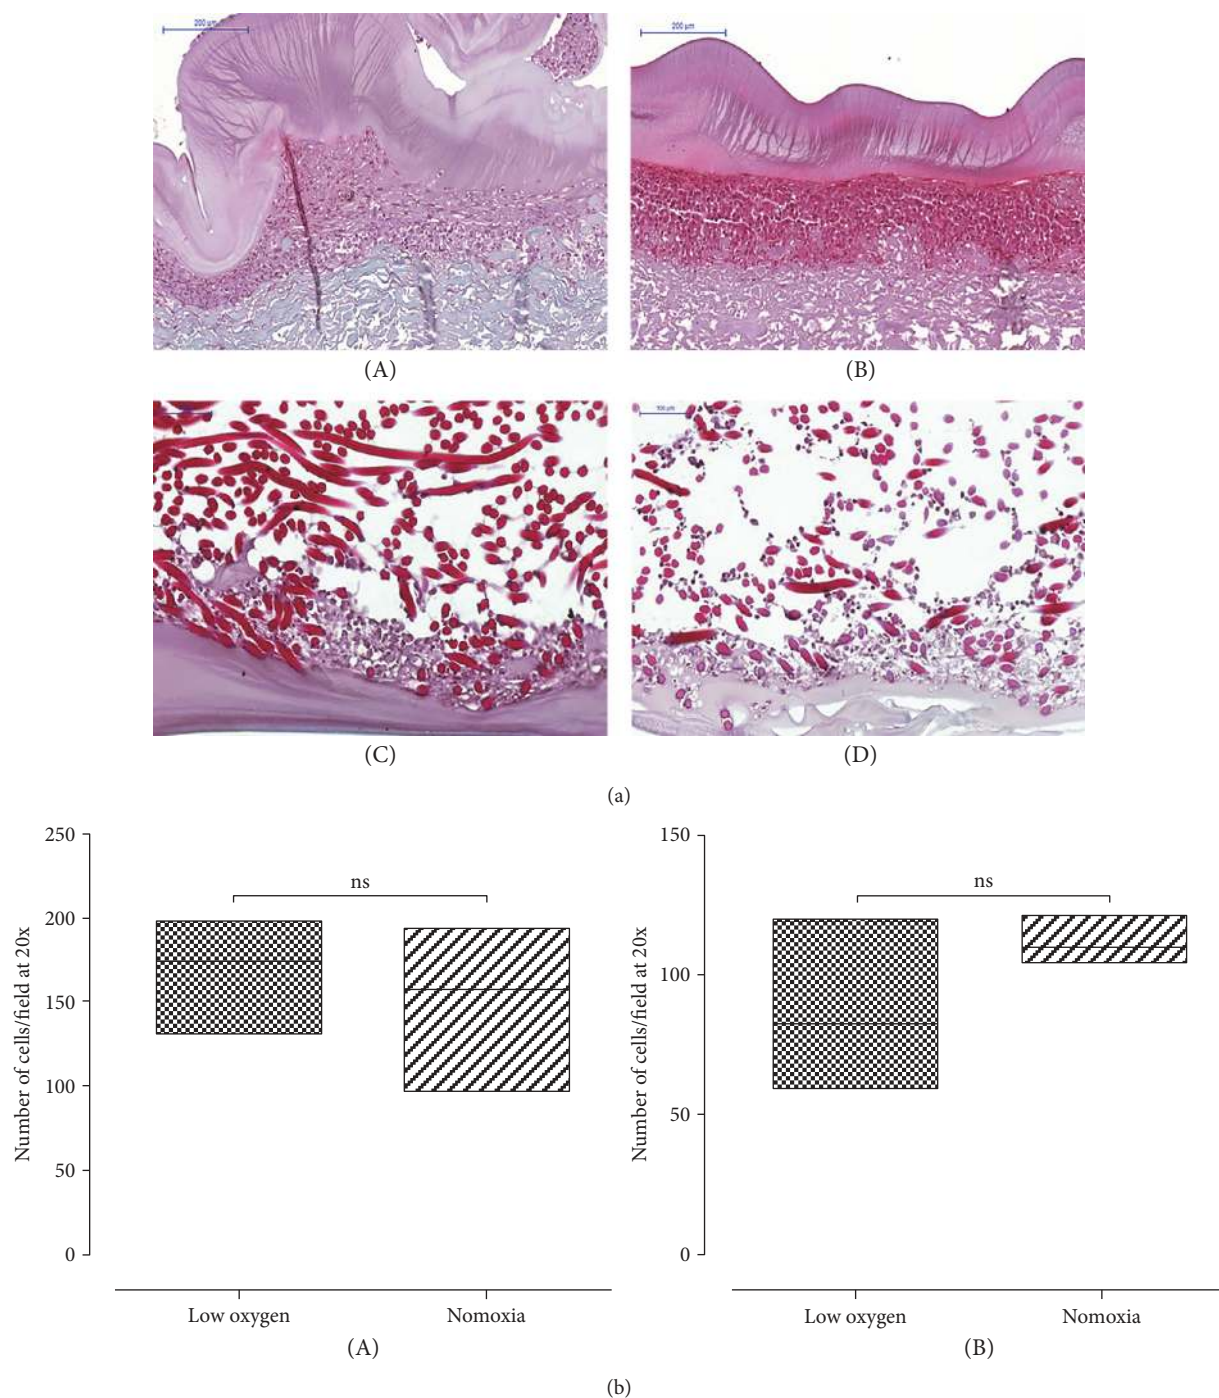 200 µm
200 µm
(A)
(B)
100 µm
(C)
(D)
(a)
250
200
150
100
50
0
Number of cells/field at 20x
ns
Low oxygen
Nomoxia
(A)
150
100
50
0
Number of cells/field at 20x
ns
Low oxygen
Nomoxia
(B)
(b)